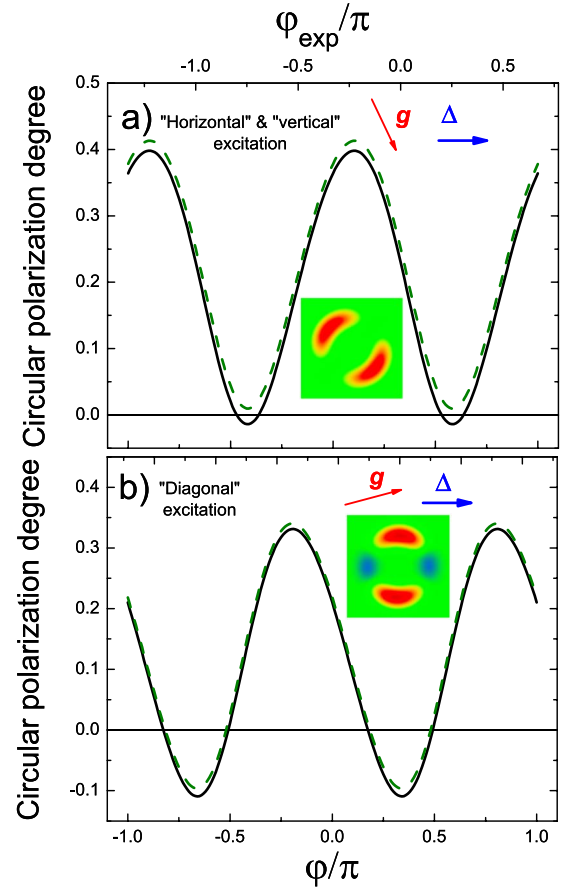 φexp/π
-1.0 -0.5 0.0 0.5
0.5
0.4
0.3
0.2
0.1
0.0
Circular polarization degree
a) "Horizontal" & "vertical"
excitation
g Δ
0.4
0.3
0.2
0.1
0.0
-0.1
Circular polarization degree
b) "Diagonal"
excitation
g Δ
-1.0 -0.5 0.0 0.5 1.0
φ/π